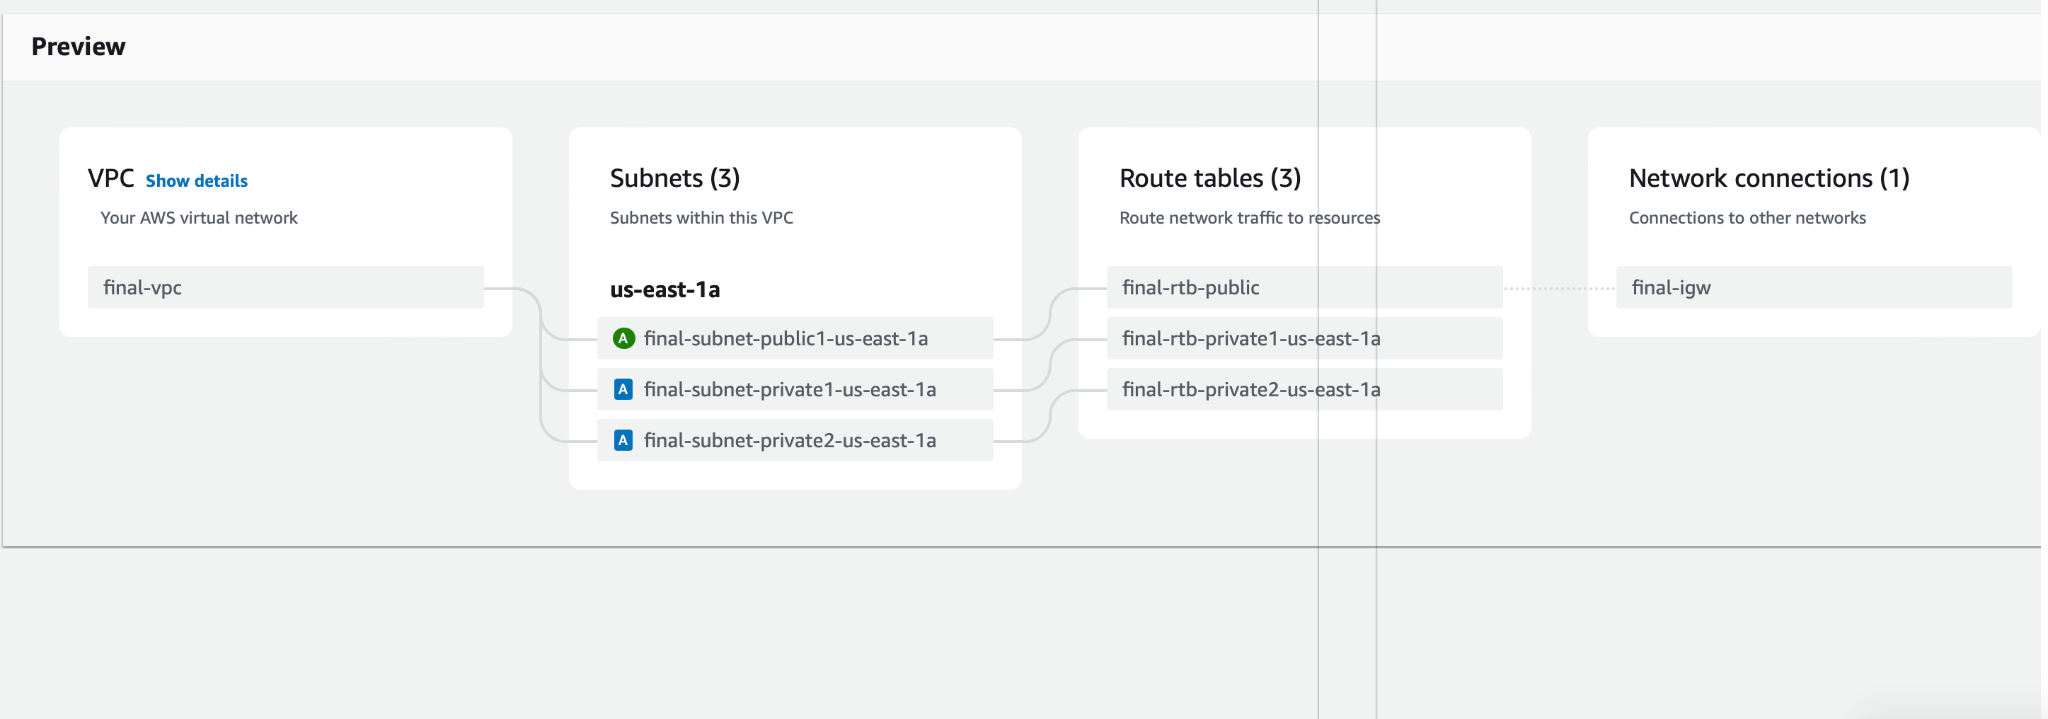 Preview
VPC Show details
Your AWS virtual network
final-vpc
Subnets (3)
Subnets within this VPC
us-east-1a
A final-subnet-public1-us-east-1a
A final-subnet-private1-us-east-1a
A final-subnet-private2-us-east-1a
Route tables (3)
Route network traffic to resources
final-rtb-public
final-rtb-private1-us-east-1a
final-rtb-private2-us-east-1a
Network connections (1)
Connections to other networks
final-igw